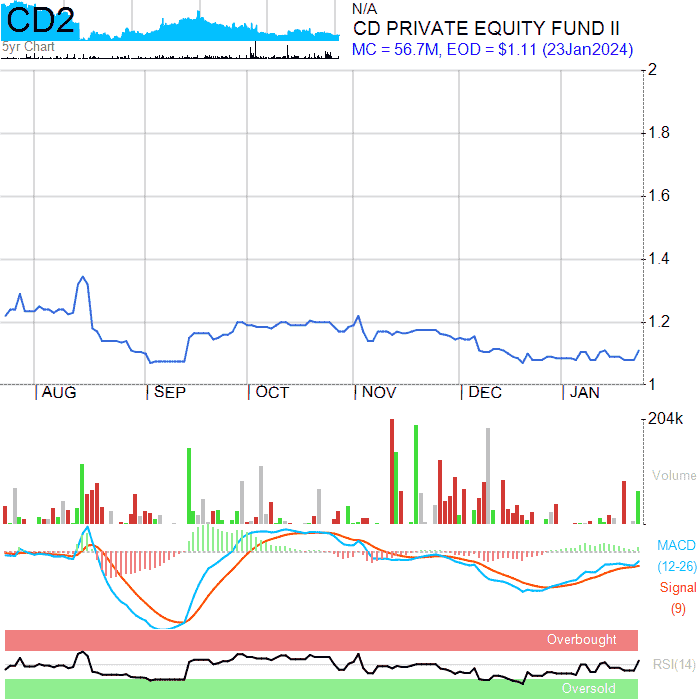 CD2
5yr Chart
N/A
CD PRIVATE EQUITY FUND II
MC = 56.7M, EOD = $1.11 (23Jan2024)
2
1.8
1.6
1.4
1.2
1
AUG SEP OCT NOV DEC JAN
204k
Volume
MACD
(12-26)
Signal
(9)
Overbought
RSI(14)
Oversold